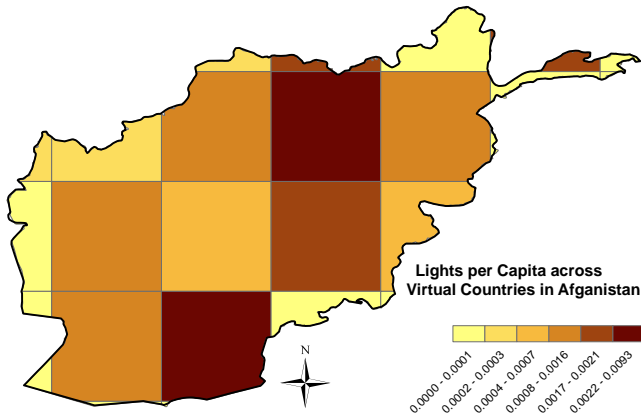 Lights per Capita across
Virtual Countries in Afganistan
N
0.0000 - 0.0001
0.0002 - 0.0003
0.0004 - 0.0007
0.0008 - 0.0016
0.0017 - 0.0021
0.0022 - 0.0093